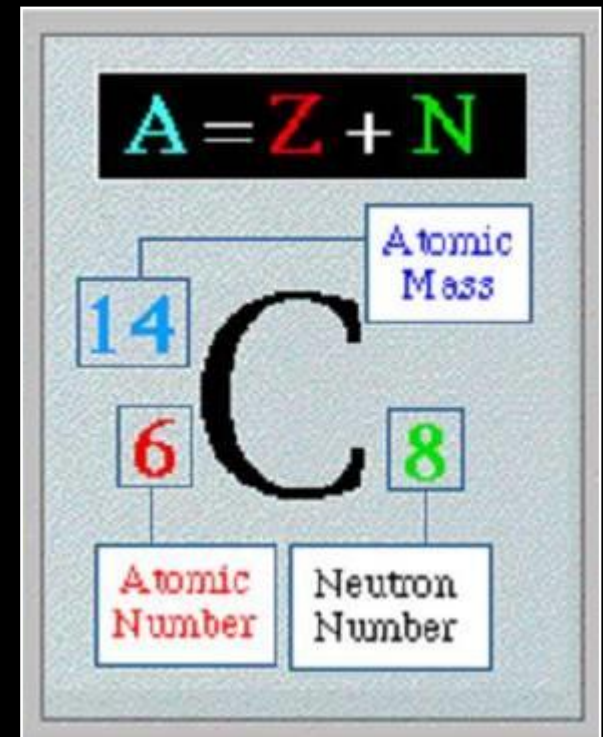 A = Z + N
Atomic
Mass
14
C
6
8
Atomic
Number
Neutron
Number